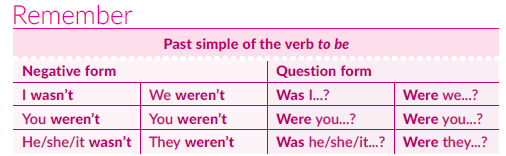 Remember
Past simple of the verb to be
Negative form Question form
I wasn't We weren't Was I...? Were we...?
You weren't You weren't Were you...? Were you...?
He/she/it wasn't They weren't Was he/she/it...? Were they...?